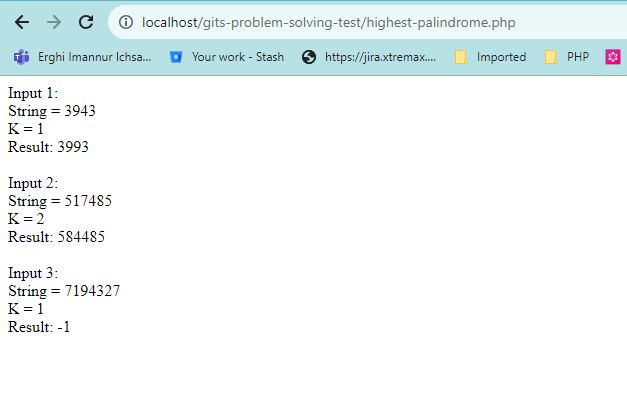 localhost/gits-problem-solving-test/highest-palindrome.php
Erghi Imannur Ichsa... Your work - Stash https://jira.xtremax.... Imported PHP
Input 1:
String = 3943
K = 1
Result: 3993
Input 2:
String = 517485
K = 2
Result: 584485
Input 3:
String = 7194327
K = 1
Result: -1